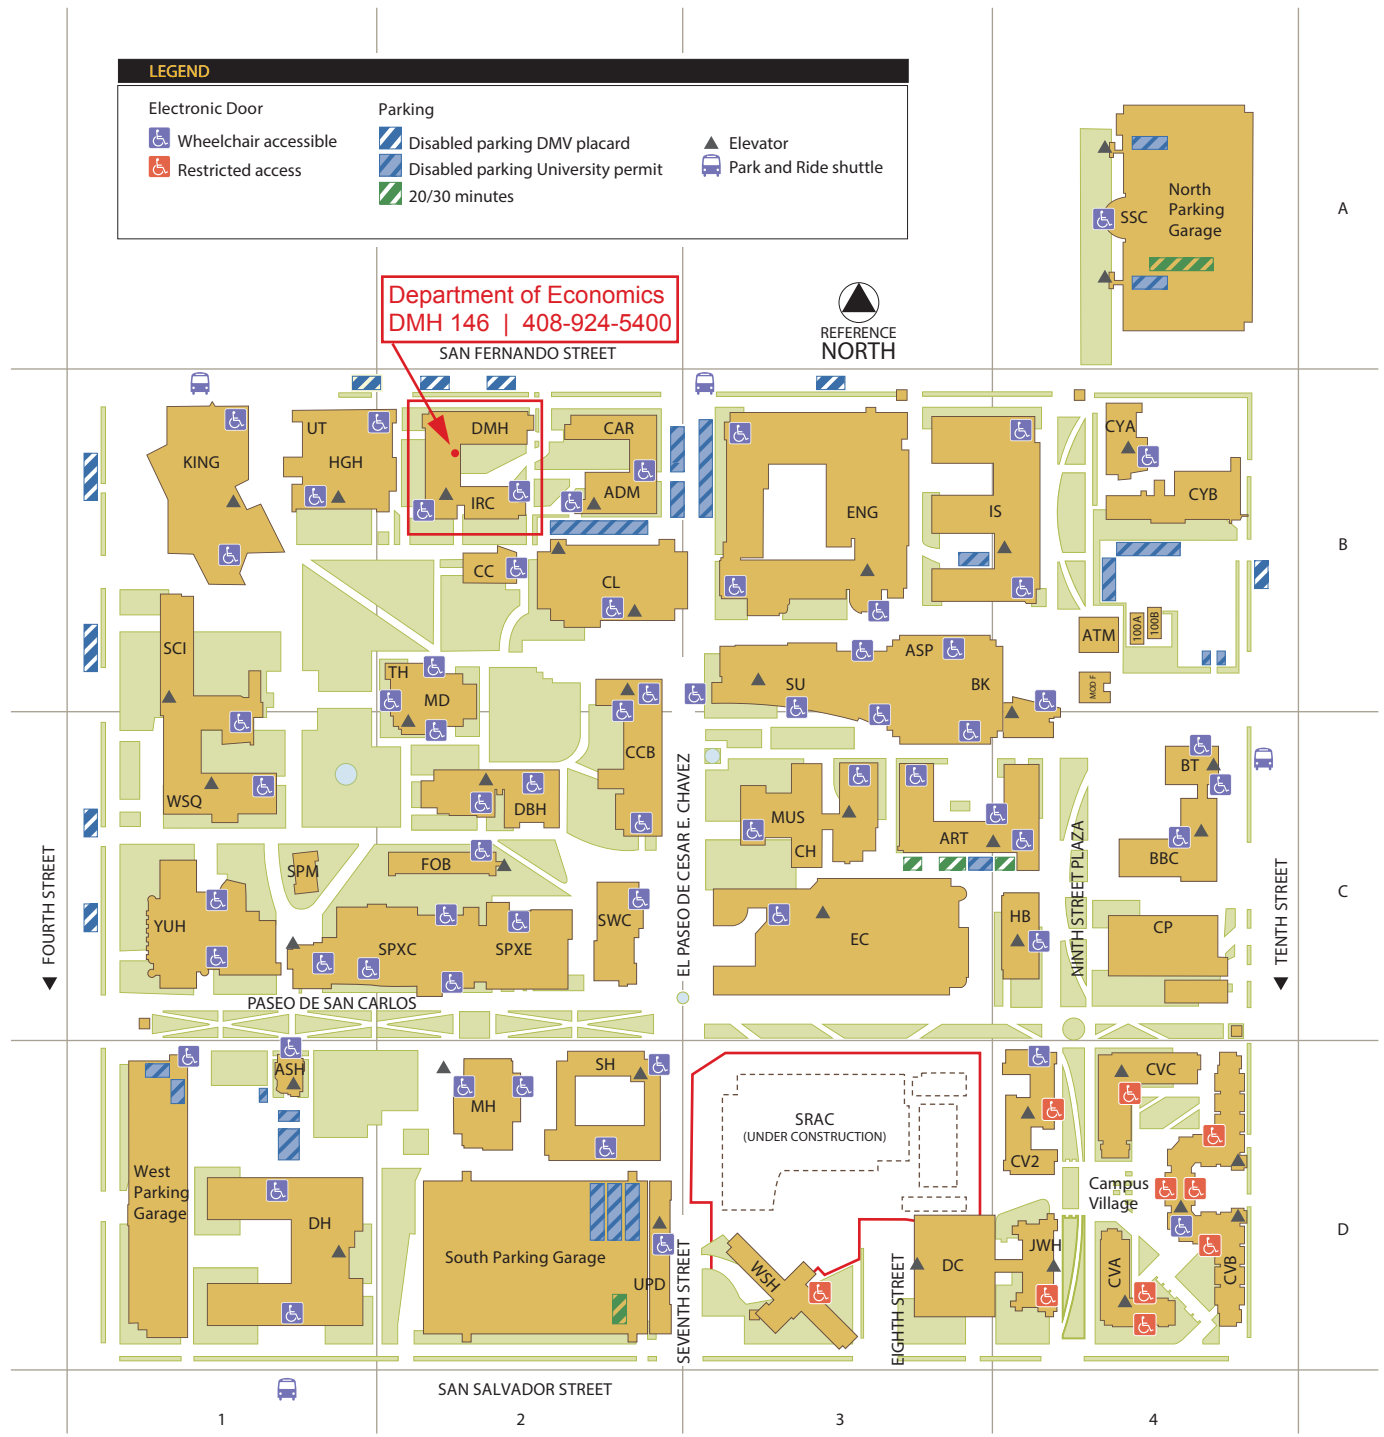 LEGEND
Electronic Door
Wheelchair accessible
Restricted access
Parking
Disabled parking DMV placard
Disabled parking University permit
20/30 minutes
Elevator
Park and Ride shuttle
North
Parking
Garage
SSC
A
Department of Economics
DMH 146 | 408-924-5400
SAN FERNANDO STREET
REFERENCE
NORTH
KING
UT
HGH
DMH
IRC
CAR
ADM
ENG
IS
CYA
CYB
B
CC
CL
SCI
TH
MD
SU
ASP
BK
ATM
100A
100B
MOD F
CCB
WSQ
DBH
EL PASEO DE CESAR E. CHAVEZ
MUS
CH
ART
BT
BBC
NINTH STREET PLAZA
FOURTH STREET
TENTH STREET
C
SPM
FOB
YUH
SPXC
SPXE
SWC
EC
HB
CP
PASEO DE SAN CARLOS
ASH
MH
SH
SRAC
(UNDER CONSTRUCTION)
CV2
CVC
Campus
Village
West
Parking
Garage
DH
South Parking Garage
UPD
SEVENTH STREET
WSH
EIGHTH STREET
DC
JWH
CVA
CVB
D
SAN SALVADOR STREET
1
2
3
4